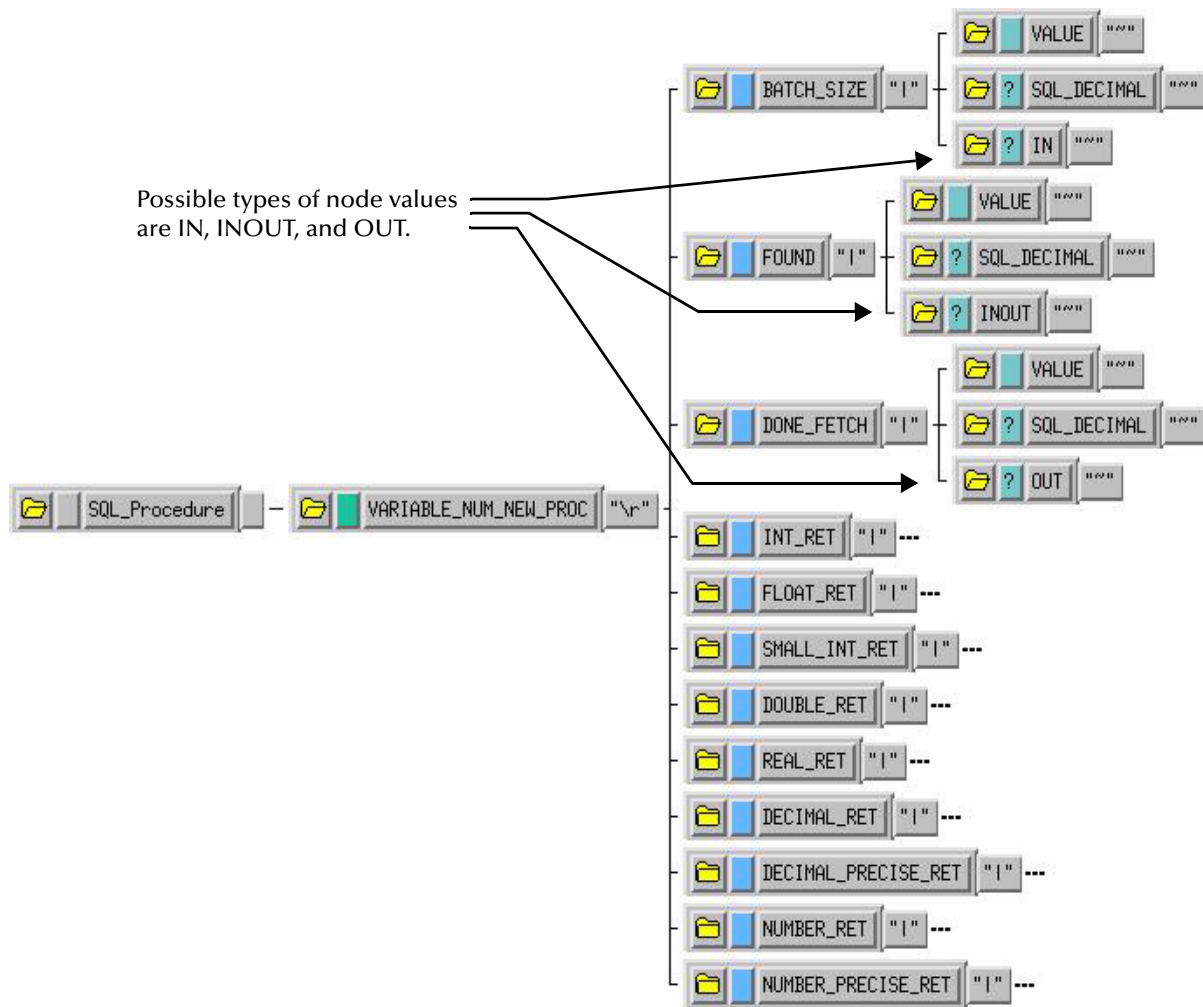 VALUE "~"
BATCH_SIZE "|" ? SQL_DECIMAL "~"
? IN "~"
Possible types of node values
are IN, INOUT, and OUT.
VALUE "~"
FOUND "|" ? SQL_DECIMAL "~"
? INOUT "~"
VALUE "~"
DONE_FETCH "|" ? SQL_DECIMAL "~"
? OUT "~"
SQL_Procedure VARIABLE_NUM_NEW_PROC "\r"
INT_RET "|" ---
FLOAT_RET "|" ---
SMALL_INT_RET "|" ---
DOUBLE_RET "|" ---
REAL_RET "|" ---
DECIMAL_RET "|" ---
DECIMAL_PRECISE_RET "|" ---
NUMBER_RET "|" ---
NUMBER_PRECISE_RET "|" ---